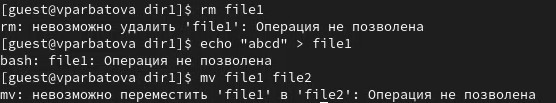 [guest@vparbatova dir1]$ rm file1
rm: невозможно удалить 'file1': Операция не позволена
[guest@vparbatova dir1]$ echo "abcd" > file1
bash: file1: Операция не позволена
[guest@vparbatova dir1]$ mv file1 file2
mv: невозможно переместить 'file1' в 'file2': Операция не позволена